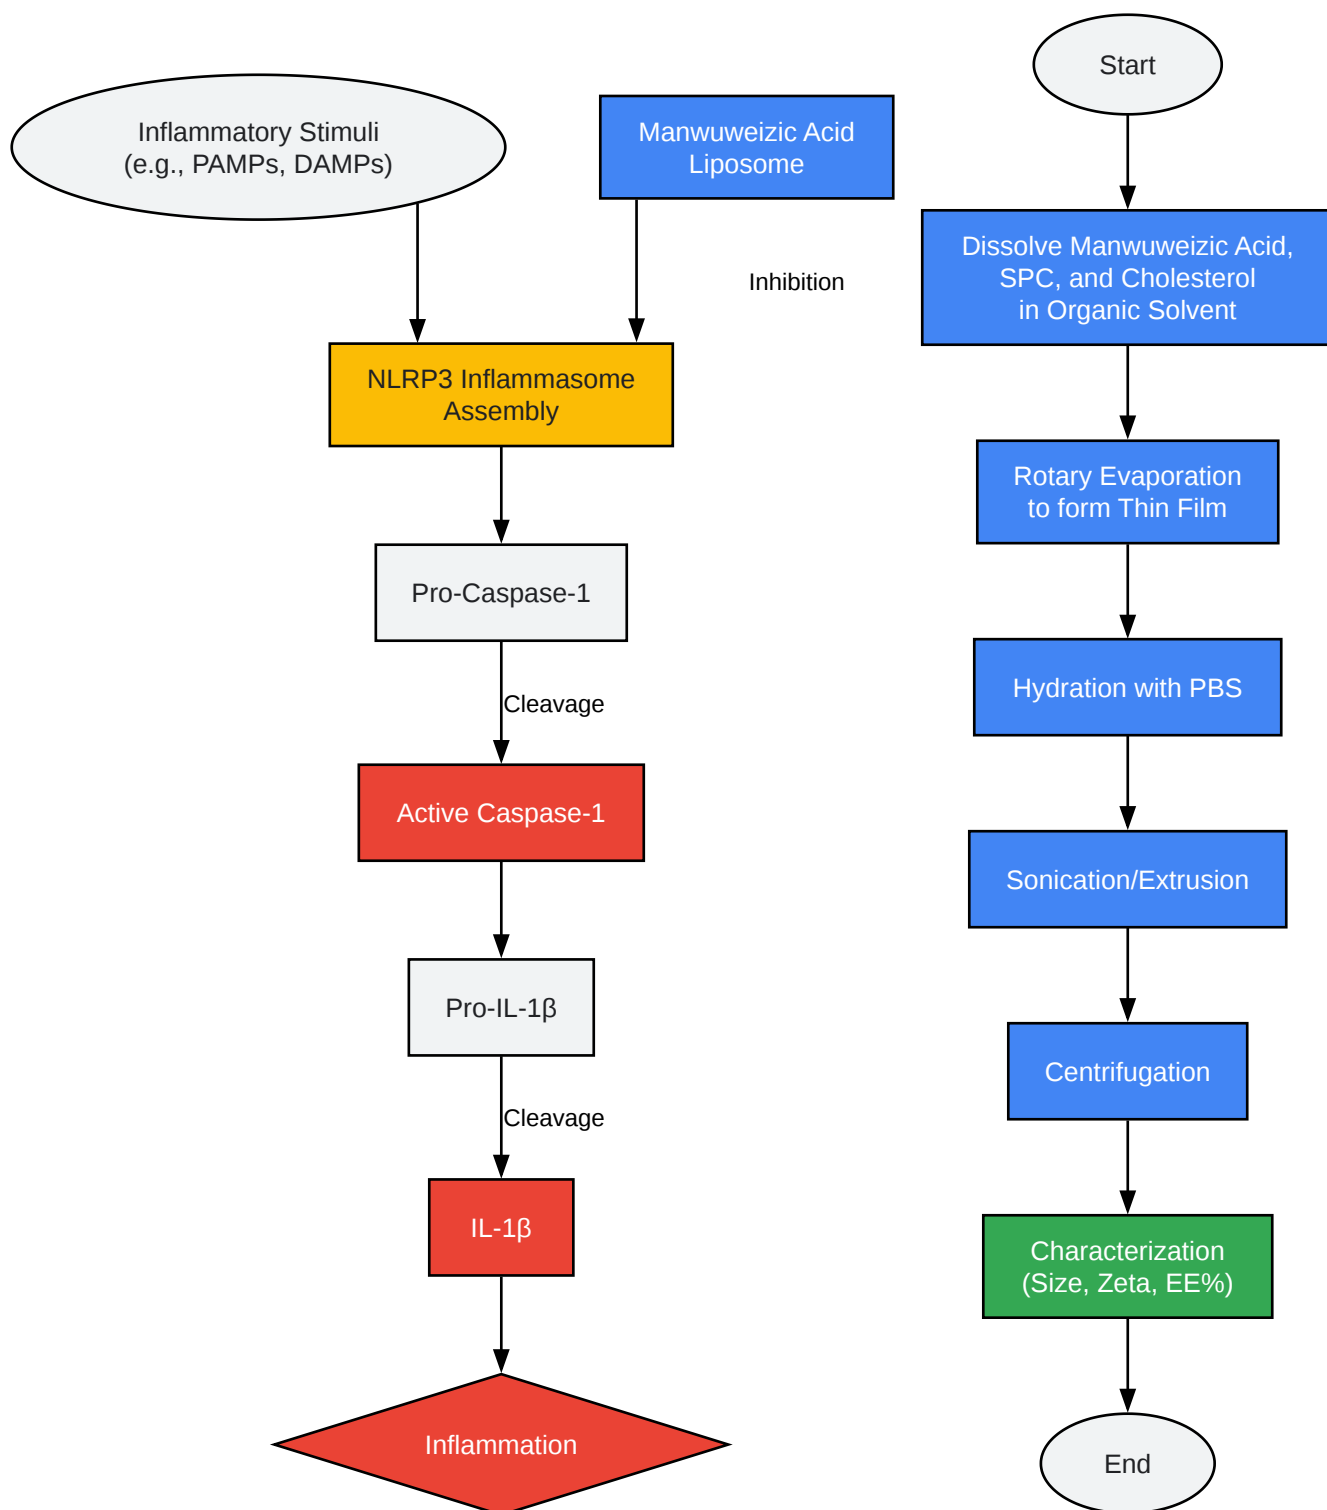 Inflammatory Stimuli
(e.g., PAMPs, DAMPs)
Manwuweizic Acid
Liposome
Inhibition
NLRP3 Inflammasome
Assembly
Pro-Caspase-1
Cleavage
Active Caspase-1
Pro-IL-1β
Cleavage
IL-1β
Inflammation
Start
Dissolve Manwuweizic Acid,
SPC, and Cholesterol
in Organic Solvent
Rotary Evaporation
to form Thin Film
Hydration with PBS
Sonication/Extrusion
Centrifugation
Characterization
(Size, Zeta, EE%)
End